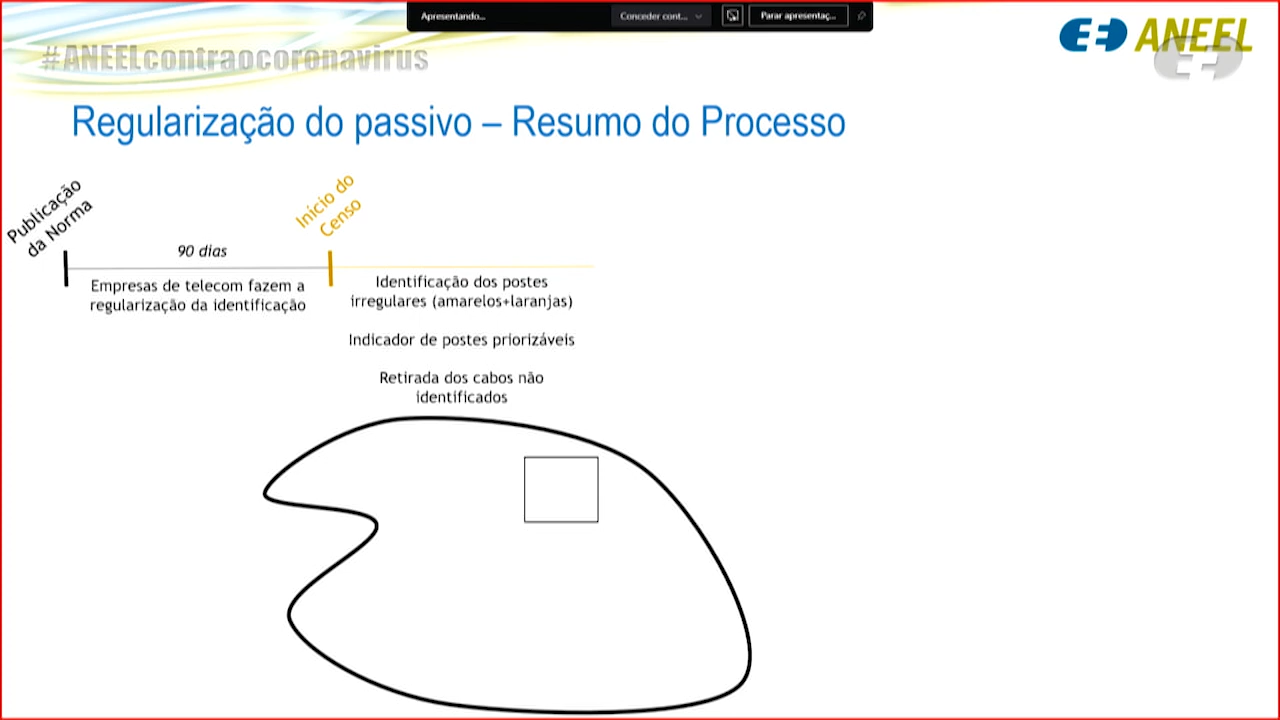 Apresentando...
Conceder cont...
Parar apresentaç...
ANEEL
#ANEELcontraocoronavirus
Regularização do passivo – Resumo do Processo
Publicação
da Norma
Início do
Censo
90 dias
Empresas de telecom fazem a
regularização da identificação
Identificação dos postes
irregulares (amarelos+laranjas)
Indicador de postes priorizáveis
Retirada dos cabos não
identificados